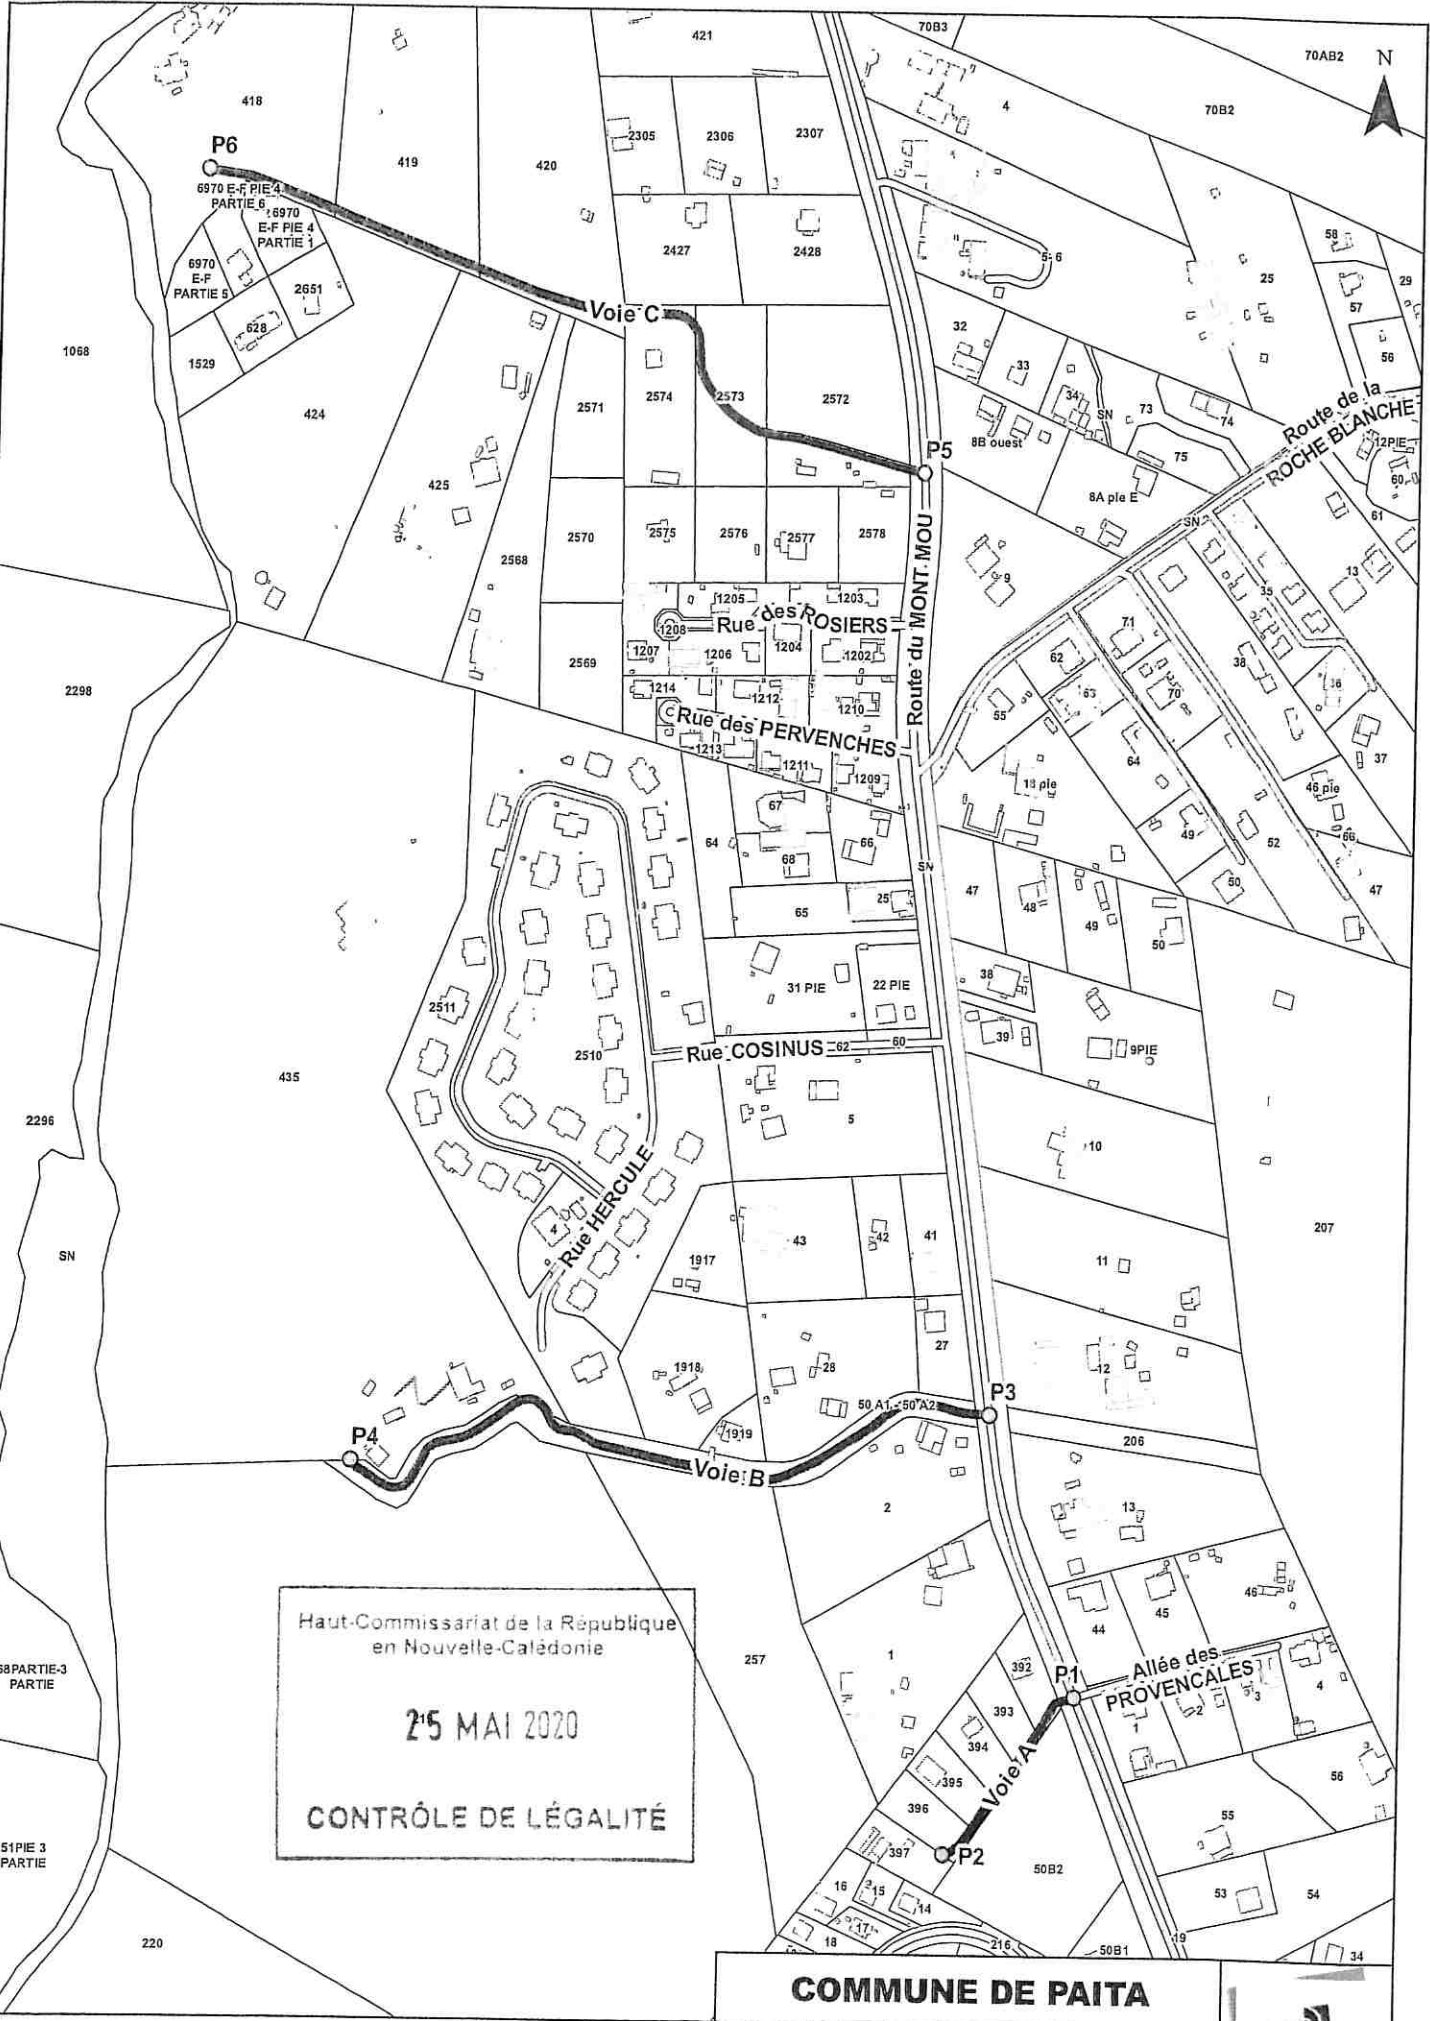 421
70B3
70AB2
N
418
4
70B2
2305
2306
2307
P6
419
420
6970 E-F PIE 4
PARTIE 6
6970
E-F PIE 4
PARTIE 1
2427
2428
58
5-6
25
29
6970
E-F
PARTIE 5
2651
57
628
Voie C
32
1068
1529
33
56
2571
2574
2573
2572
34
SN
73
74
Route de la
ROCHE BLANCHE
424
8B ouest
12PIE
P5
75
60
425
8A pie E
61
SN
2570
2575
2576
2577
2578
2568
9
13
35
1205
1203
Rue des ROSIERS
Route du MONT MOU
1208
71
1207
1206
1204
1202
62
38
2569
2298
1214
1212
1210
63
70
36
55
Rue des PERVENCHES
1213
1211
1209
64
37
18 pie
46 pie
67
64
66
49
52
66
68
SN
50
47
25
47
48
65
49
50
38
31 PIE
22 PIE
2511
39
2510
Rue COSINUS
62
60
9PIE
435
2296
5
10
Rue HERCULE
207
4
43
42
41
SN
1917
11
27
1918
28
12
P3
50 A1 - 50 A2
P4
1919
206
Voie B
2
13
46
45
Haut-Commissariat de la République
en Nouvelle-Calédonie
44
257
1
392
P1
Allée des
PROVENCALES
68PARTIE-3
PARTIE
393
4
3
2
25 MAI 2020
1
394
Voie A
395
56
396
CONTRÔLE DE LÉGALITÉ
55
51PIE 3
PARTIE
397
P2
50B2
16
15
53
54
14
17
220
18
216
50B1
19
34
COMMUNE DE PAITA